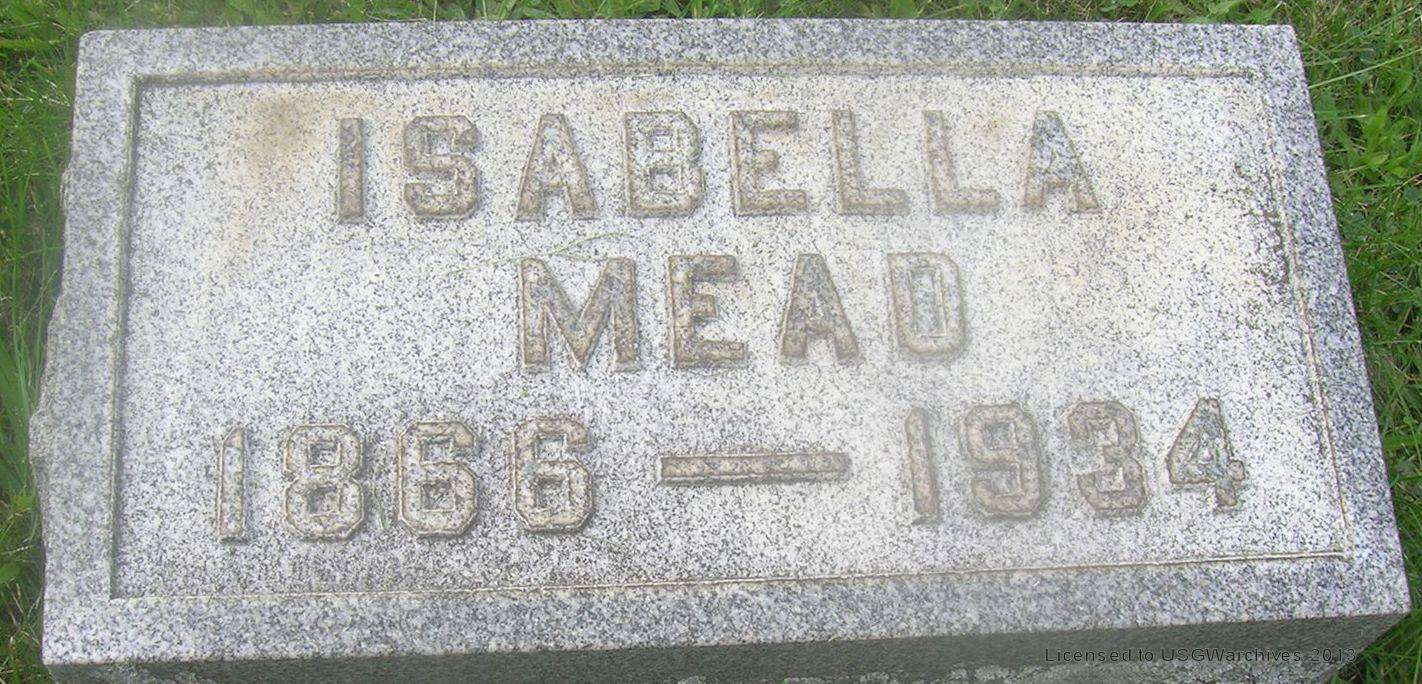 ISABELLA
MEAD
1866 — 1934
Licensed to USGWarchives 2013